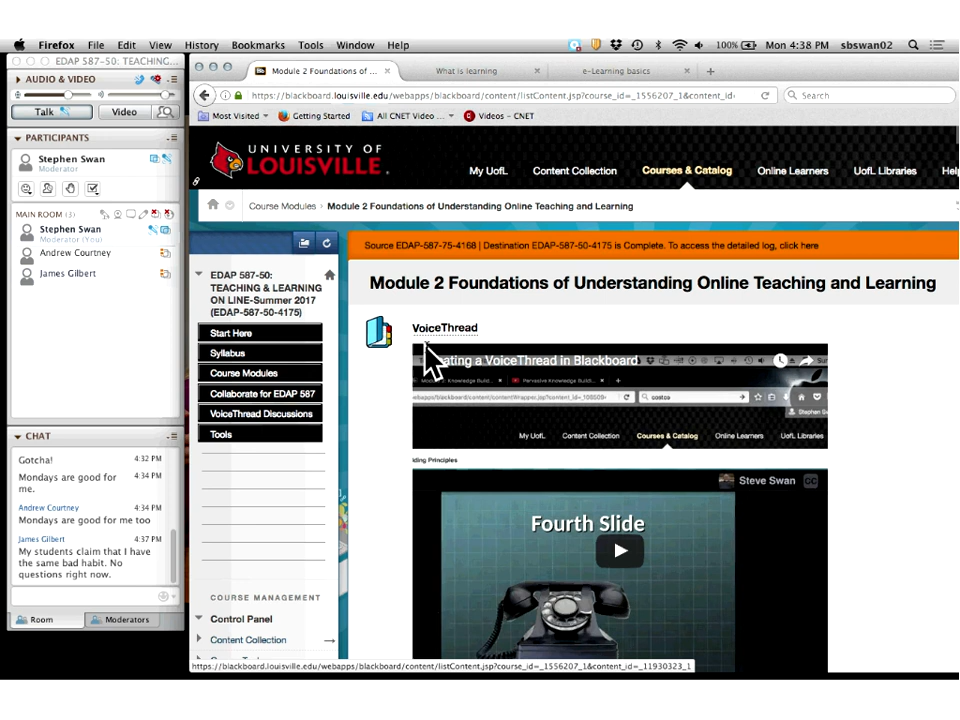 Firefox File Edit View History Bookmarks Tools Window Help
100% Mon 4:38 PM sbswan02
EDAP 587-50: TEACHING...
AUDIO & VIDEO
Talk Video
PARTICIPANTS
Stephen Swan
Moderator
MAIN ROOM (3)
Stephen Swan
Moderator (You)
Andrew Courtney
James Gilbert
CHAT
Gotcha! 4:32 PM
Mondays are good for 4:34 PM
me.
Andrew Courtney 4:34 PM
Mondays are good for me too
James Gilbert 4:37 PM
My students claim that I have
the same bad habit. No
questions right now.
Room Moderators
Module 2 Foundations of ... What is learning e-Learning basics
https://blackboard.louisville.edu/webapps/blackboard/content/listContent.jsp?course_id=_1556207_1&content_id Search
Most Visited Getting Started All CNET Video ... Videos - CNET
UNIVERSITY OF
LOUISVILLE.
My UofL Content Collection Courses & Catalog Online Learners UofL Libraries Hel
Course Modules Module 2 Foundations of Understanding Online Teaching and Learning
Source EDAP-587-75-4168 | Destination EDAP-587-50-4175 is Complete. To access the detailed log, click here
EDAP 587-50:
TEACHING & LEARNING
ON LINE-Summer 2017
(EDAP-587-50-4175)
Start Here
Syllabus
Course Modules
Collaborate for EDAP 587
VoiceThread Discussions
Tools
COURSE MANAGEMENT
Control Panel
Content Collection
Module 2 Foundations of Understanding Online Teaching and Learning
VoiceThread
ating a VoiceThread in Blackboard
Pervasive Knowledge Buildi...
costco
My UofL Content Collection Courses & Catalog Online Learners UofL Libraries
lding Principles
Steve Swan CC
Fourth Slide
https://blackboard.louisville.edu/webapps/blackboard/content/listContent.jsp?course_id=_1556207_1&content_id=_11930323_1